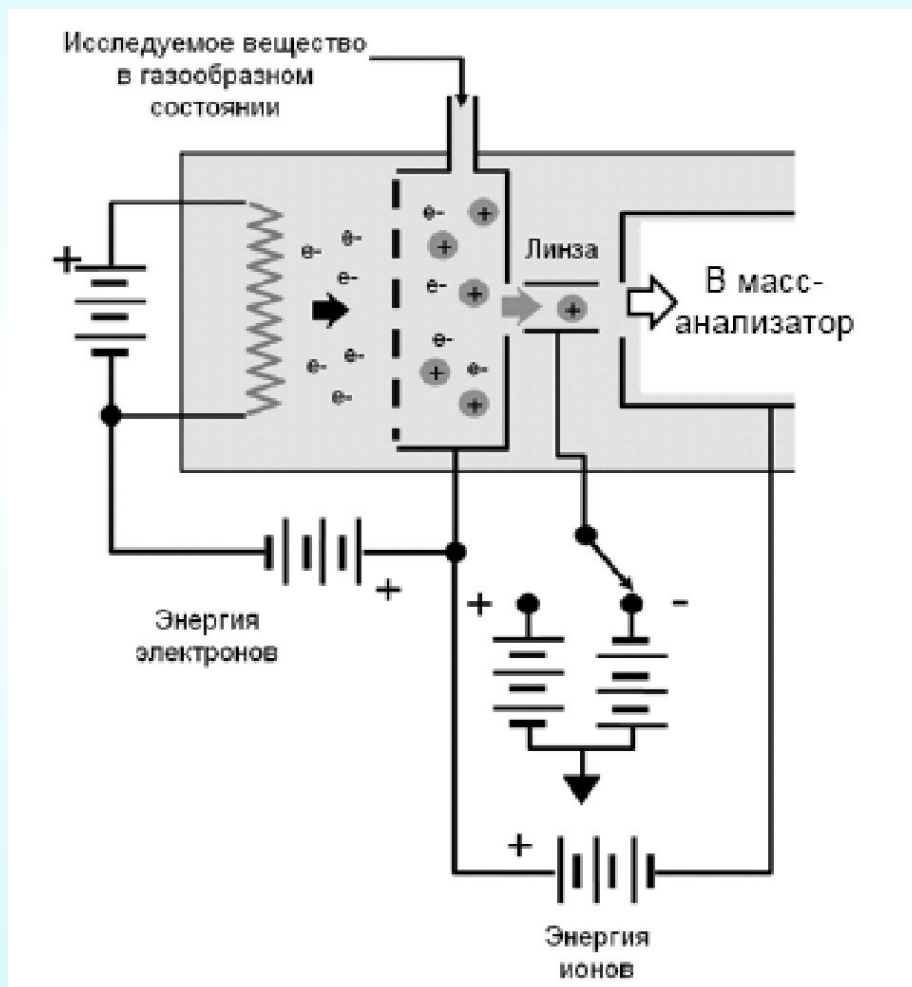 Исследуемое вещество
в газообразном
состоянии
+
e-
e-
e-
e-
e-
e-
e-
+
+
e-
+
e-
+
e-
+
Линза
+
В масс-
анализатор
+
Энергия
электронов
+
-
+
Энергия
ионов